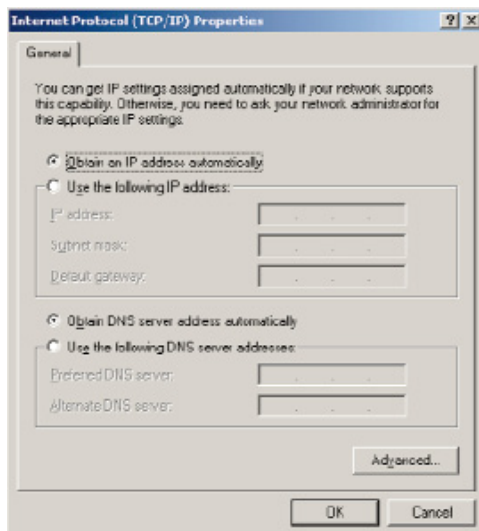 Internet Protocol (TCP/IP) Properties
General
You can get IP settings assigned automatically if your network supports
this capability. Otherwise, you need to ask your network administrator for
the appropriate IP settings.
Obtain an IP address automatically
Use the following IP address:
IP address:
Subnet mask:
Default gateway:
Obtain DNS server address automatically
Use the following DNS server addresses:
Preferred DNS server:
Alternate DNS server:
Advanced...
OK Cancel